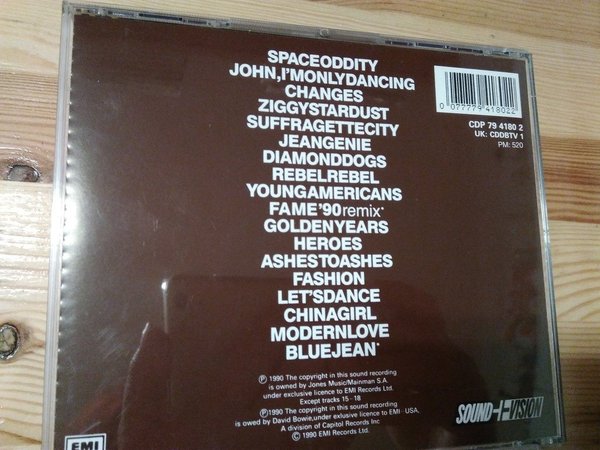 SPACEODDITY
JOHN,I'MONLYDANCING
CHANGES
ZIGGYSTARDUST
SUFFRAGETTECITY
JEANGENIE
DIAMONDDOGS
REBELREBEL
YOUNGAMERICANS
FAME'90remix*
GOLDENYEARS
HEROES
ASHESTOASHES
FASHION
LET'SDANCE
CHINAGIRL
MODERNLOVE
BLUEJEAN*
0 077779 418022
CDP 79 4180 2
UK: CDDBTV 1
PM: 520
℗ 1990 The copyright in this sound recording
is owned by Jones Music/Mainman S.A.
under exclusive licence to EMI Records Ltd.
Except tracks 15 - 18
℗1990 The copyright in this sound recording
is owned by David Bowie,under exlusive licence to EMI - USA,
A division of Capitol Records Inc
© 1990 EMI Records Ltd.
EMI
SOUND+VISION